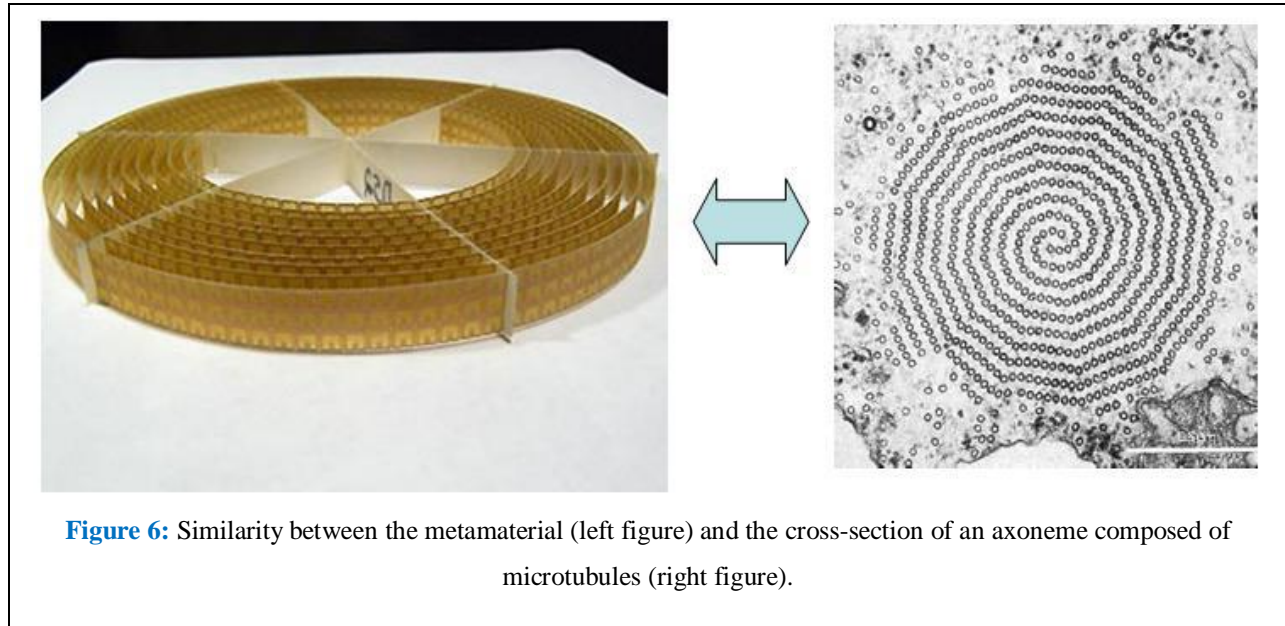 Figure 6: Similarity between the metamaterial (left figure) and the cross-section of an axoneme composed of
microtubules (right figure).